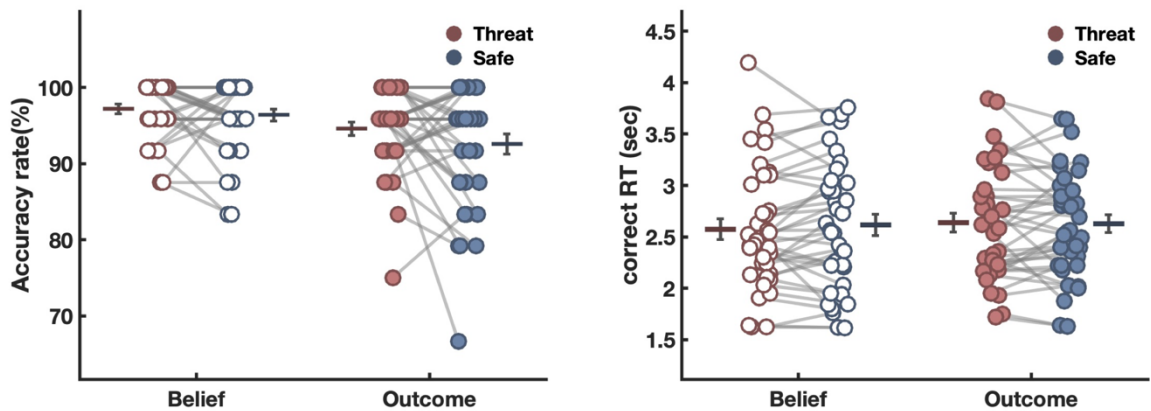 Threat
Safe
Accuracy rate(%)
100
90
80
70
Belief
Outcome
Threat
Safe
correct RT (sec)
4.5
4
3.5
3
2.5
2
1.5
Belief
Outcome